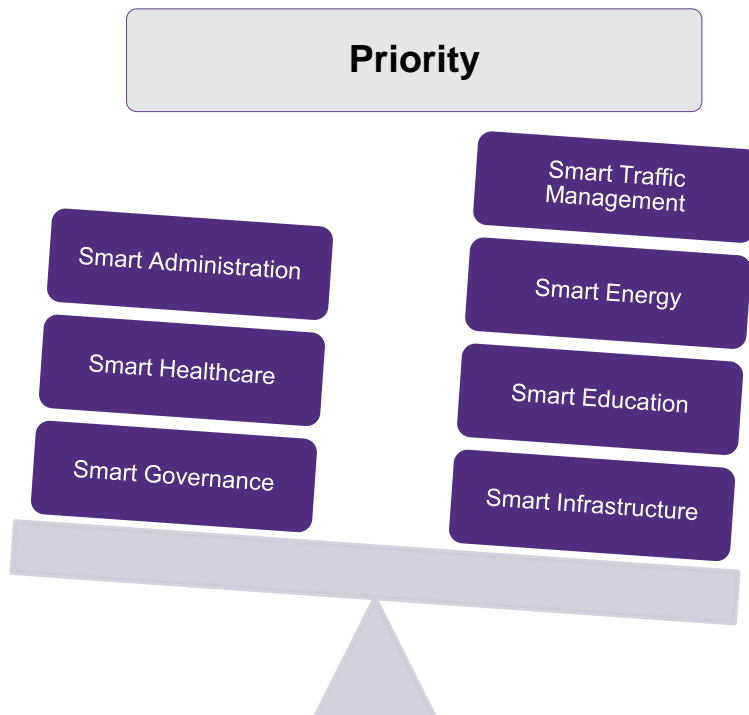 Priority
Smart Administration
Smart Healthcare
Smart Governance
Smart Traffic
Management
Smart Energy
Smart Education
Smart Infrastructure